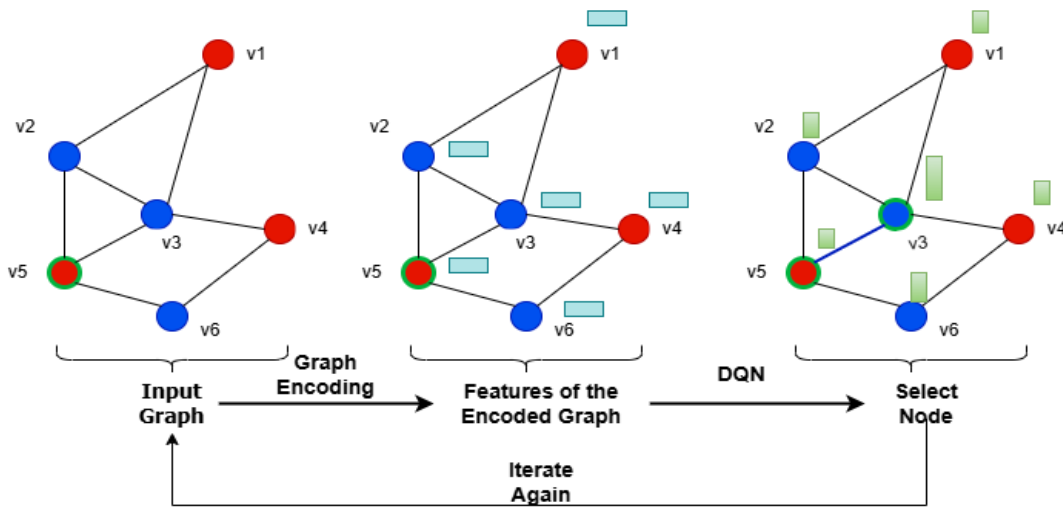 v1
v2
v3
v4
v5
v6
v1
v2
v3
v4
v5
v6
v1
v2
v3
v4
v5
v6
Input
Graph
Graph
Encoding
Features of the
Encoded Graph
DQN
Select
Node
Iterate
Again